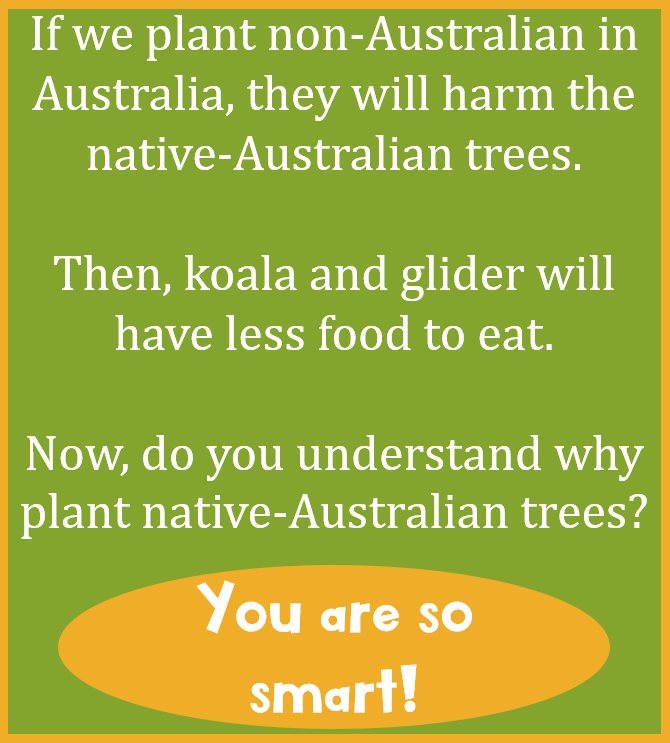 If we plant non-Australian in
Australia, they will harm the
native-Australian trees.
Then, koala and glider will
have less food to eat.
Now, do you understand why
plant native-Australian trees?
You are so
smart!